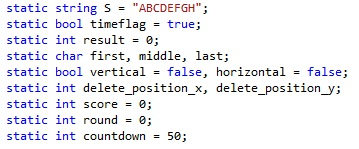 static string S = "ABCDEFGH";
static bool timeflag = true;
static int result = 0;
static char first, middle, last;
static bool vertical = false, horizontal = false;
static int delete_position_x, delete_position_y;
static int score = 0;
static int round = 0;
static int countdown = 50;